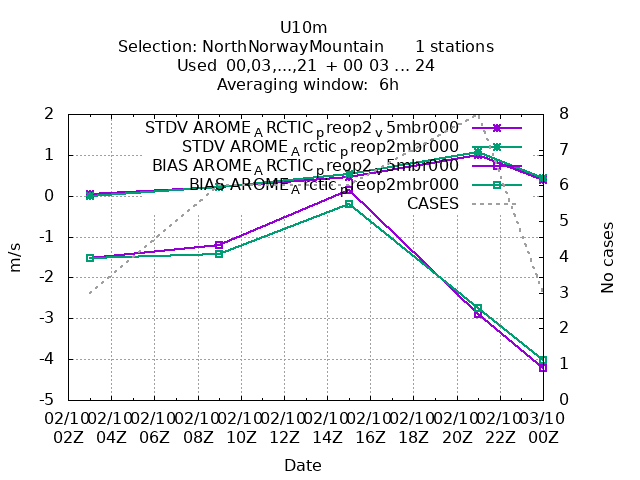 U10m
Selection: NorthNorwayMountain 1 stations
Used 00,03,...,21 + 00 03 ... 24
Averaging window: 6h
STDV AROME_ARCTIC_preop2_v5mbr000
STDV AROME_Arctic_preop2mbr000
BIAS AROME_ARCTIC_preop2_v5mbr000
BIAS AROME_Arctic_preop2mbr000
CASES
2
1
0
-1
-2
-3
-4
-5
m/s
8
7
6
5
4
3
2
1
0
No cases
02/10 02/10 02/10 02/10 02/10 02/10 02/10 02/10 02/10 02/10 02/10 03/10
02Z 04Z 06Z 08Z 10Z 12Z 14Z 16Z 18Z 20Z 22Z 00Z
Date